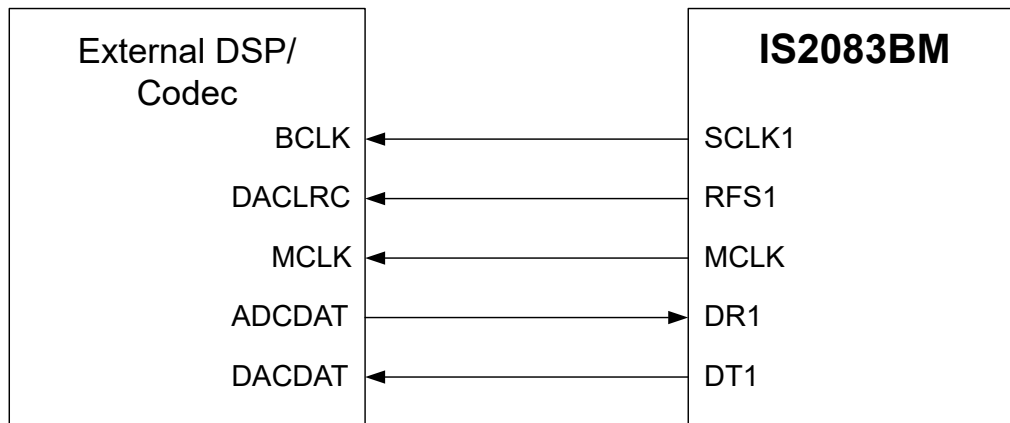 External DSP/
Codec
BCLK
DACLRC
MCLK
ADCDAT
DACDAT
IS2083BM
SCLK1
RFS1
MCLK
DR1
DT1